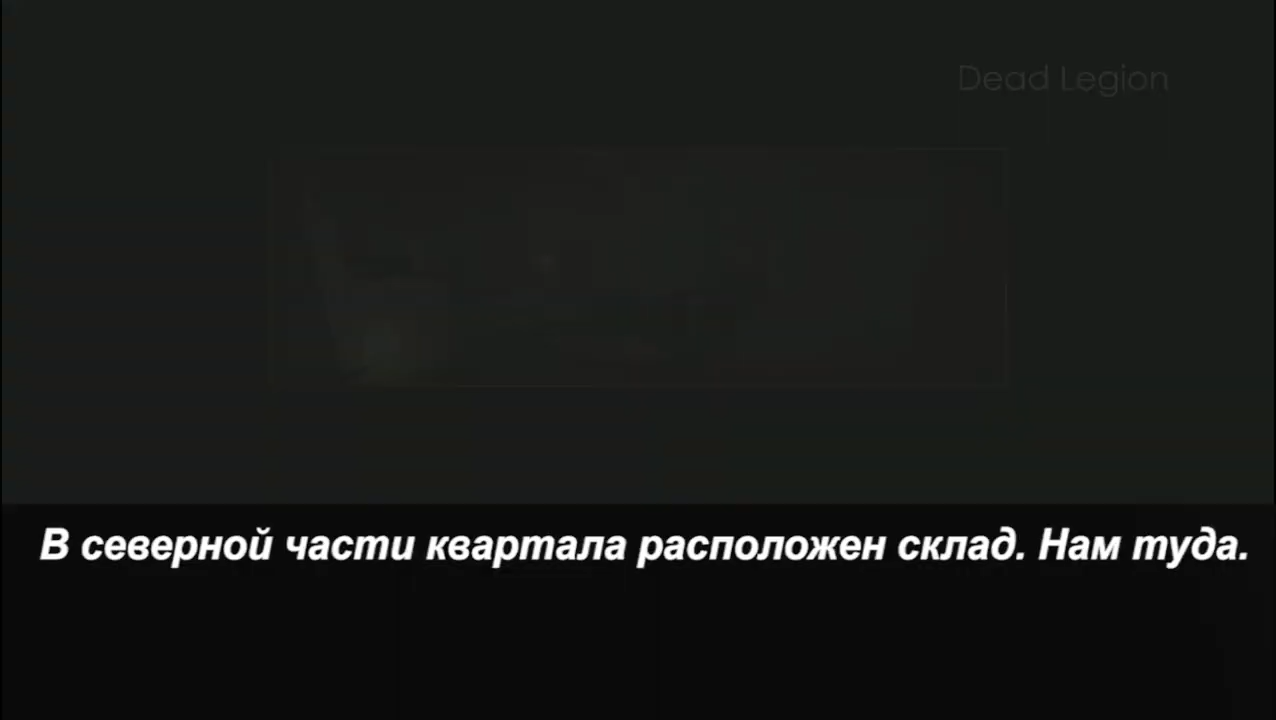 Dead Legion
В северной части квартала расположен склад. Нам туда.